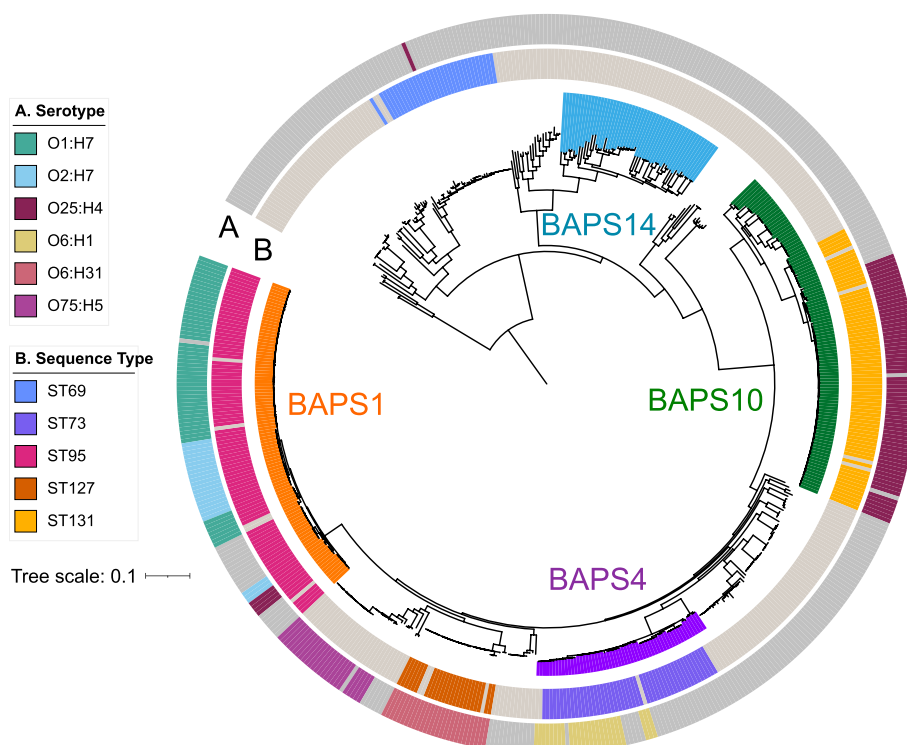 A. Serotype
O1:H7
O2:H7
O25:H4
O6:H1
O6:H31
O75:H5
B. Sequence Type
ST69
ST73
ST95
ST127
ST131
Tree scale: 0.1
A
B
BAPS14
BAPS1
BAPS10
BAPS4